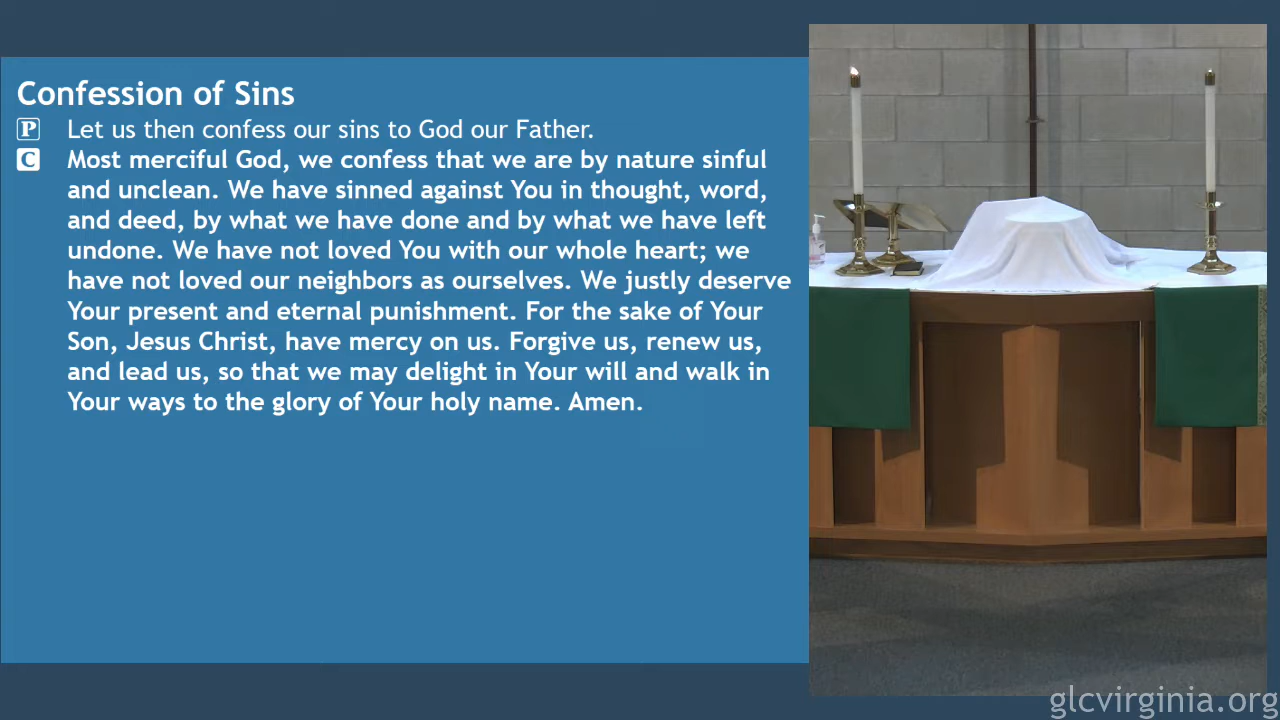 Confession of Sins
P Let us then confess our sins to God our Father.
C Most merciful God, we confess that we are by nature sinful
and unclean. We have sinned against You in thought, word,
and deed, by what we have done and by what we have left
undone. We have not loved You with our whole heart; we
have not loved our neighbors as ourselves. We justly deserve
Your present and eternal punishment. For the sake of Your
Son, Jesus Christ, have mercy on us. Forgive us, renew us,
and lead us, so that we may delight in Your will and walk in
Your ways to the glory of Your holy name. Amen.
glcvirginia.org